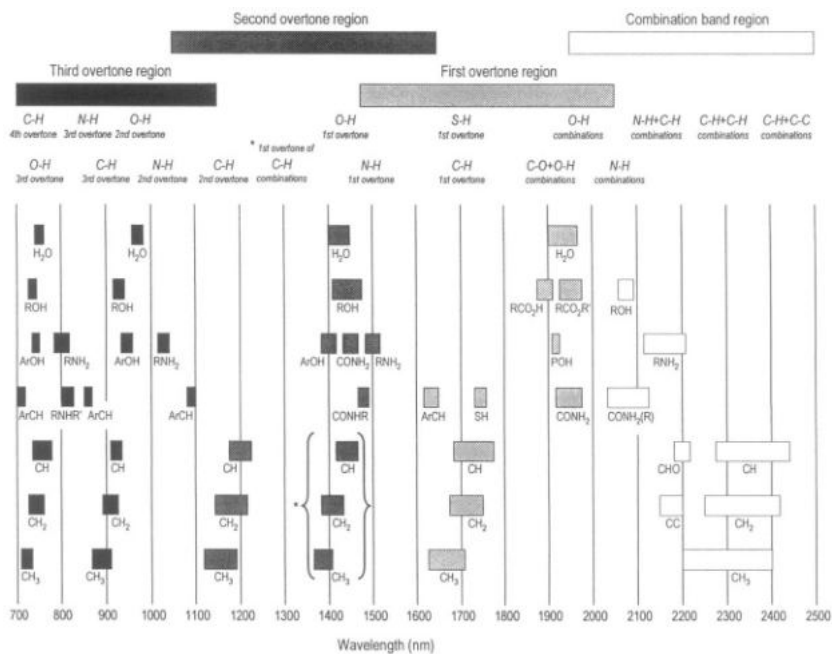 Second overtone region
Combination band region
Third overtone region
First overtone region
C-H N-H O-H O-H S-H O-H N-H+C-H C-H+C-H C-H+C-C
4th overtone 3rd overtone 2nd overtone 1st overtone 1st overtone combinations combinations combinations combinations
* 1st overtone of
O-H C-H N-H C-H C-H N-H C-H C-O+O-H N-H
3rd overtone 3rd overtone 2nd overtone 2nd overtone combinations 1st overtone 1st overtone combinations combinations
H₂O H₂O H₂O H₂O
ROH ROH ROH RCO₂H RCO₂R' ROH
ArOH RNH₂ ArOH RNH₂ ArOH CONH₂ RNH₂ POH RNH₂
ArCH RNHR' ArCH ArCH CONHR ArCH SH CONH₂ CONH₂(R)
CH CH CH CH CH CHO CH
*
CH₂ CH₂ CH₂ CH₂ CH₂ CC CH₂
CH₃ CH₃ CH₃ CH₃ CH₃ CH₃
700 800 900 1000 1100 1200 1300 1400 1500 1600 1700 1800 1900 2000 2100 2200 2300 2400 2500
Wavelength (nm)